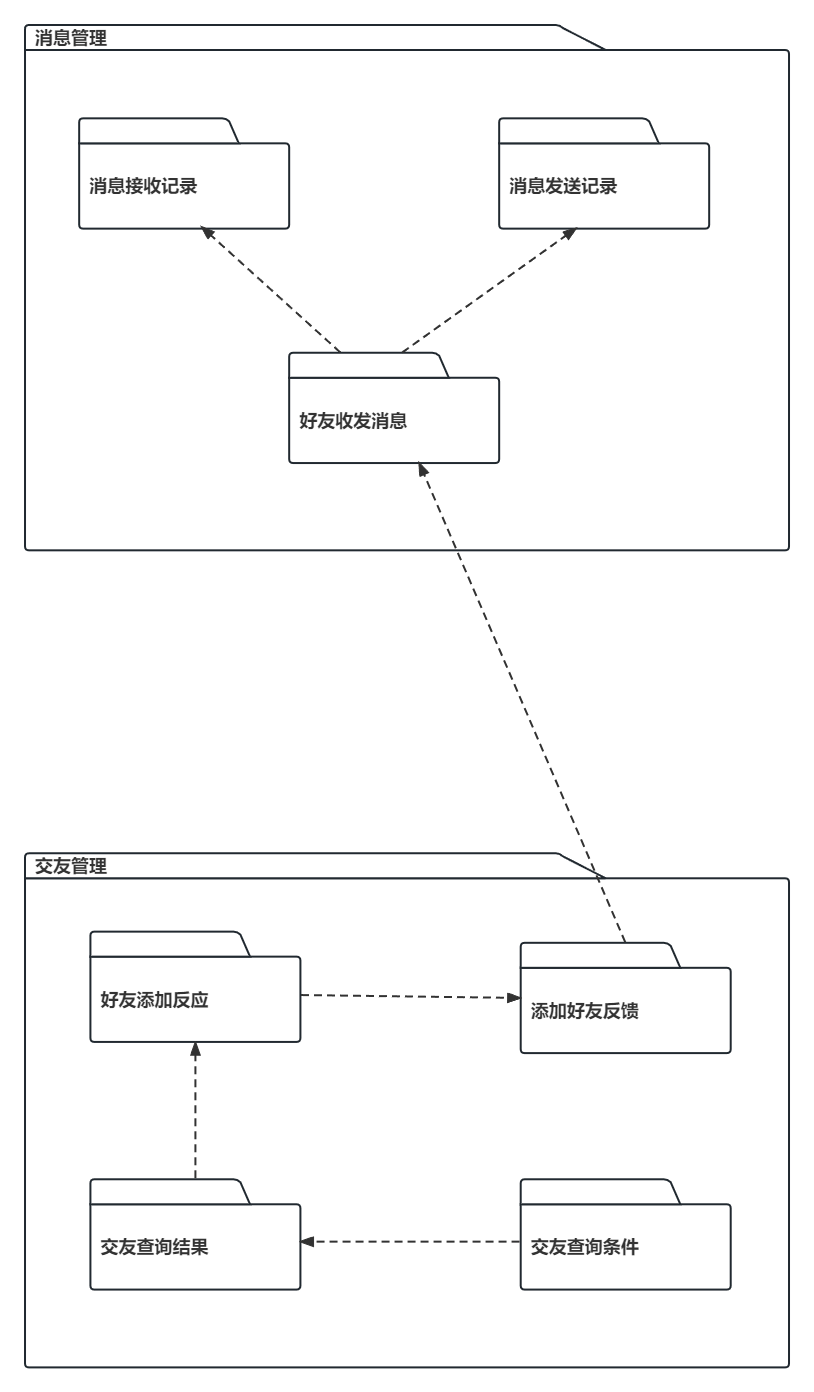 消息管理
消息接收记录
消息发送记录
好友收发消息
交友管理
好友添加反应
添加好友反馈
交友查询结果
交友查询条件